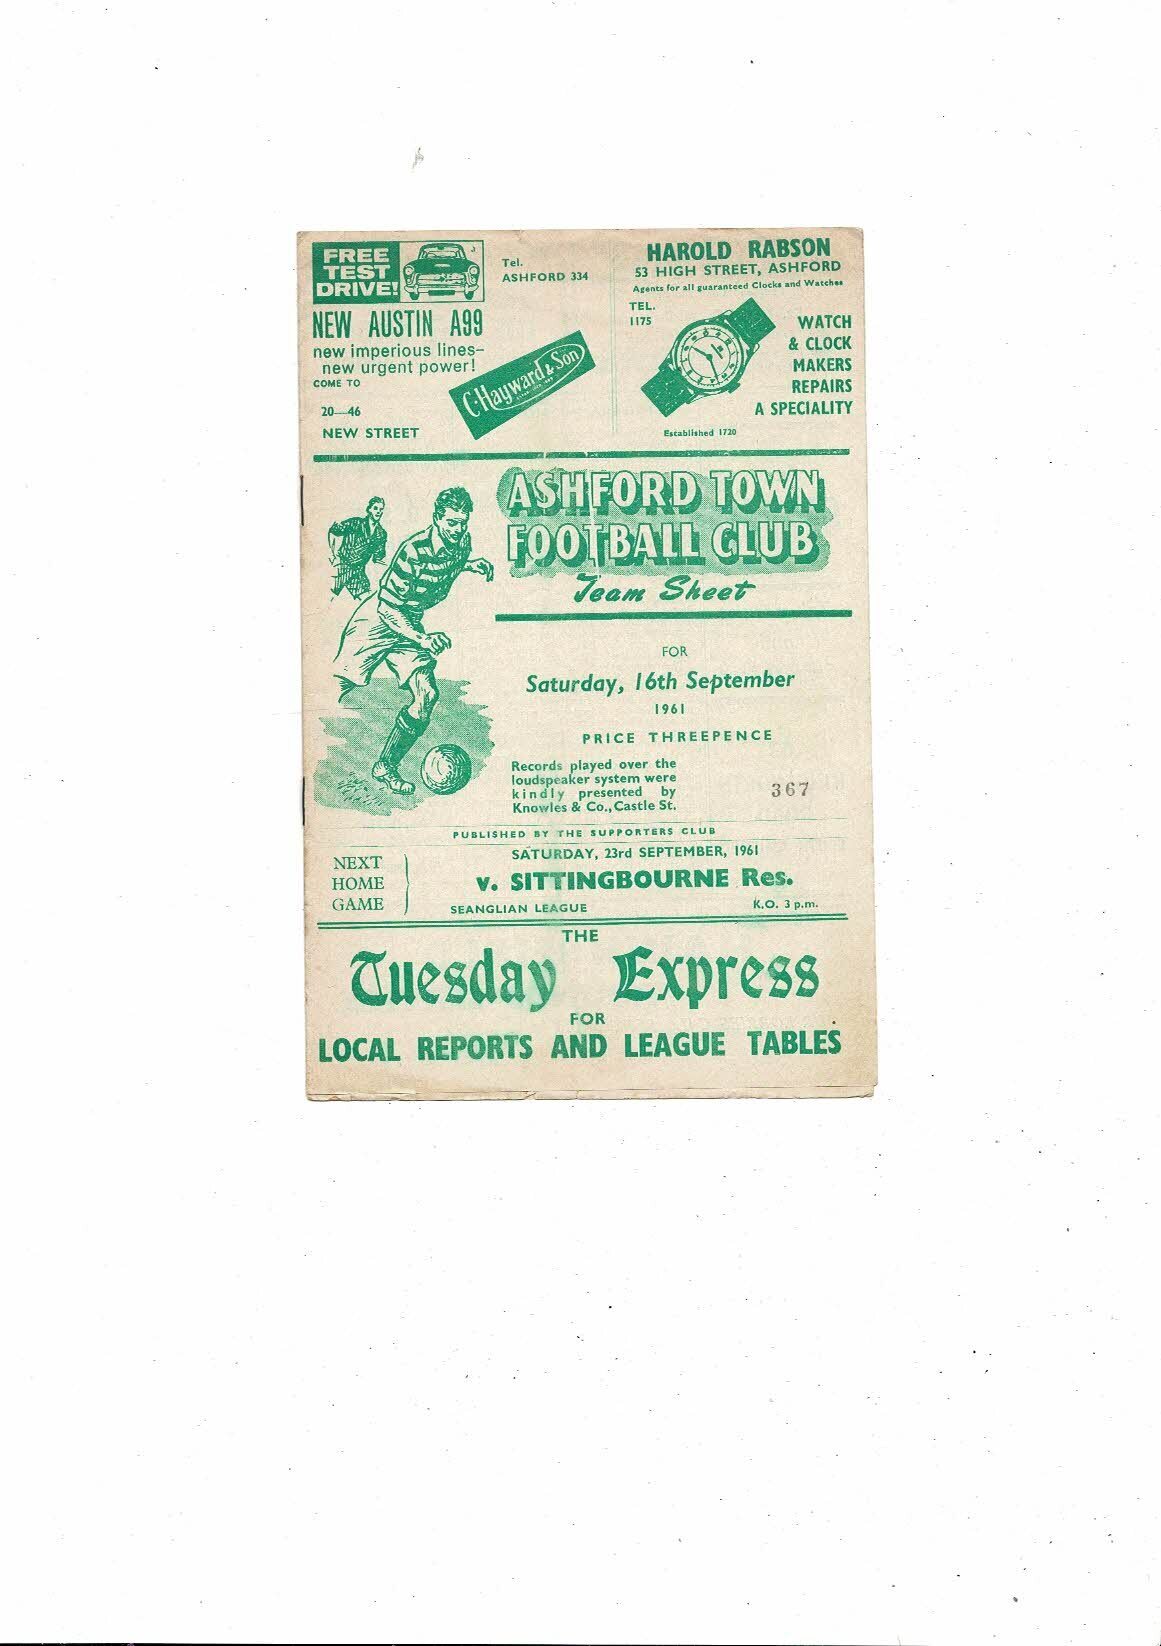 FREE
TEST
DRIVE!
NEW AUSTIN A99
new imperious lines-
new urgent power!
COME TO
20—46
NEW STREET
Tel.
ASHFORD 334
C. Hayward & Son
HAROLD RABSON
53 HIGH STREET, ASHFORD
Agents for all guaranteed Clocks and Watches
TEL.
1175
WATCH
& CLOCK
MAKERS
REPAIRS
A SPECIALITY
Established 1720
ASHFORD TOWN
FOOTBALL CLUB
Team Sheet
FOR
Saturday, 16th September
1961
PRICE THREEPENCE
Records played over the
loudspeaker system were
kindly presented by
Knowles & Co., Castle St.
367
PUBLISHED BY THE SUPPORTERS CLUB
NEXT
HOME
GAME
SATURDAY, 23rd SEPTEMBER, 1961
v. SITTINGBOURNE Res.
SEANGLIAN LEAGUE
K.O. 3 p.m.
THE
Tuesday Express
FOR
LOCAL REPORTS AND LEAGUE TABLES